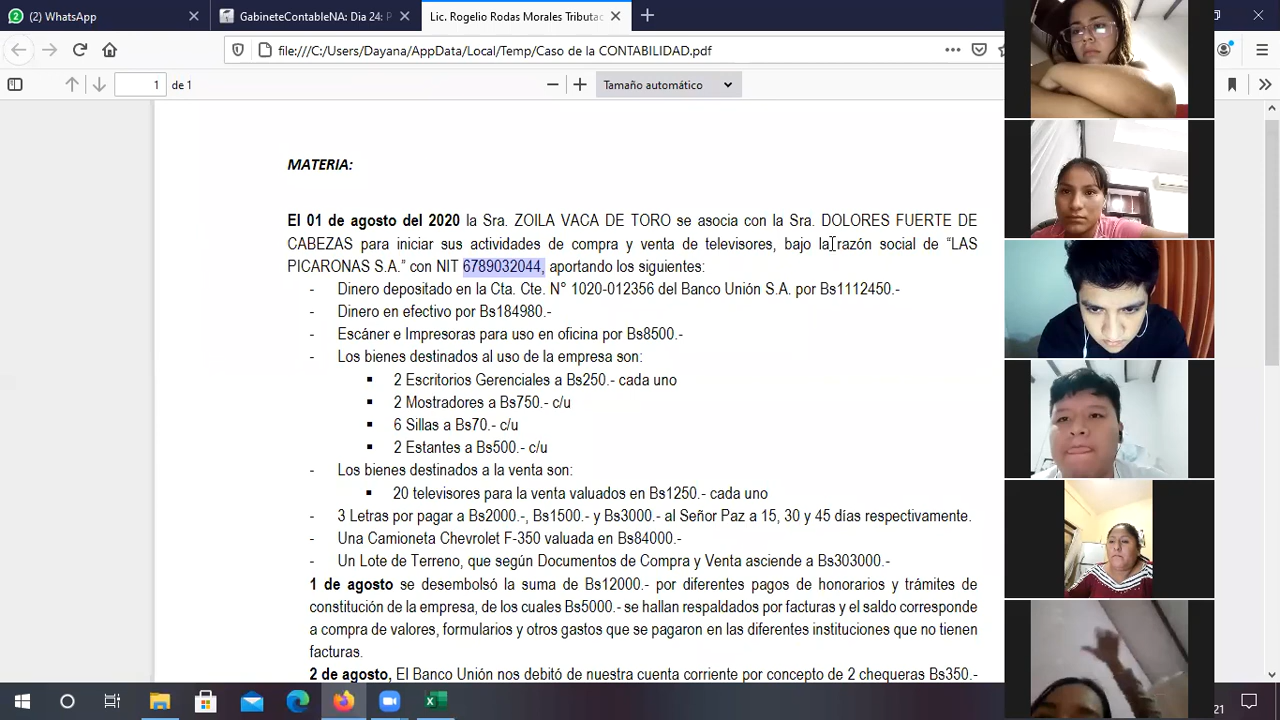 (2) WhatsApp
GabineteContableNA: Dia 24: P
Lic. Rogelio Rodas Morales Tributac
file:///C:/Users/Dayana/AppData/Local/Temp/Caso de la CONTABILIDAD.pdf
1 de 1
Tamaño automático
MATERIA:
El 01 de agosto del 2020 la Sra. ZOILA VACA DE TORO se asocia con la Sra. DOLORES FUERTE DE
CABEZAS para iniciar sus actividades de compra y venta de televisores, bajo la razón social de “LAS
PICARONAS S.A.” con NIT 6789032044, aportando los siguientes:
- Dinero depositado en la Cta. Cte. N° 1020-012356 del Banco Unión S.A. por Bs1112450.-
- Dinero en efectivo por Bs184980.-
- Escáner e Impresoras para uso en oficina por Bs8500.-
- Los bienes destinados al uso de la empresa son:
▪ 2 Escritorios Gerenciales a Bs250.- cada uno
▪ 2 Mostradores a Bs750.- c/u
▪ 6 Sillas a Bs70.- c/u
▪ 2 Estantes a Bs500.- c/u
- Los bienes destinados a la venta son:
▪ 20 televisores para la venta valuados en Bs1250.- cada uno
- 3 Letras por pagar a Bs2000.-, Bs1500.- y Bs3000.- al Señor Paz a 15, 30 y 45 días respectivamente.
- Una Camioneta Chevrolet F-350 valuada en Bs84000.-
- Un Lote de Terreno, que según Documentos de Compra y Venta asciende a Bs303000.-
1 de agosto se desembolsó la suma de Bs12000.- por diferentes pagos de honorarios y trámites de
constitución de la empresa, de los cuales Bs5000.- se hallan respaldados por facturas y el saldo corresponde
a compra de valores, formularios y otros gastos que se pagaron en las diferentes instituciones que no tienen
facturas.
2 de agosto, El Banco Unión nos debitó de nuestra cuenta corriente por concepto de 2 chequeras Bs350.-
21